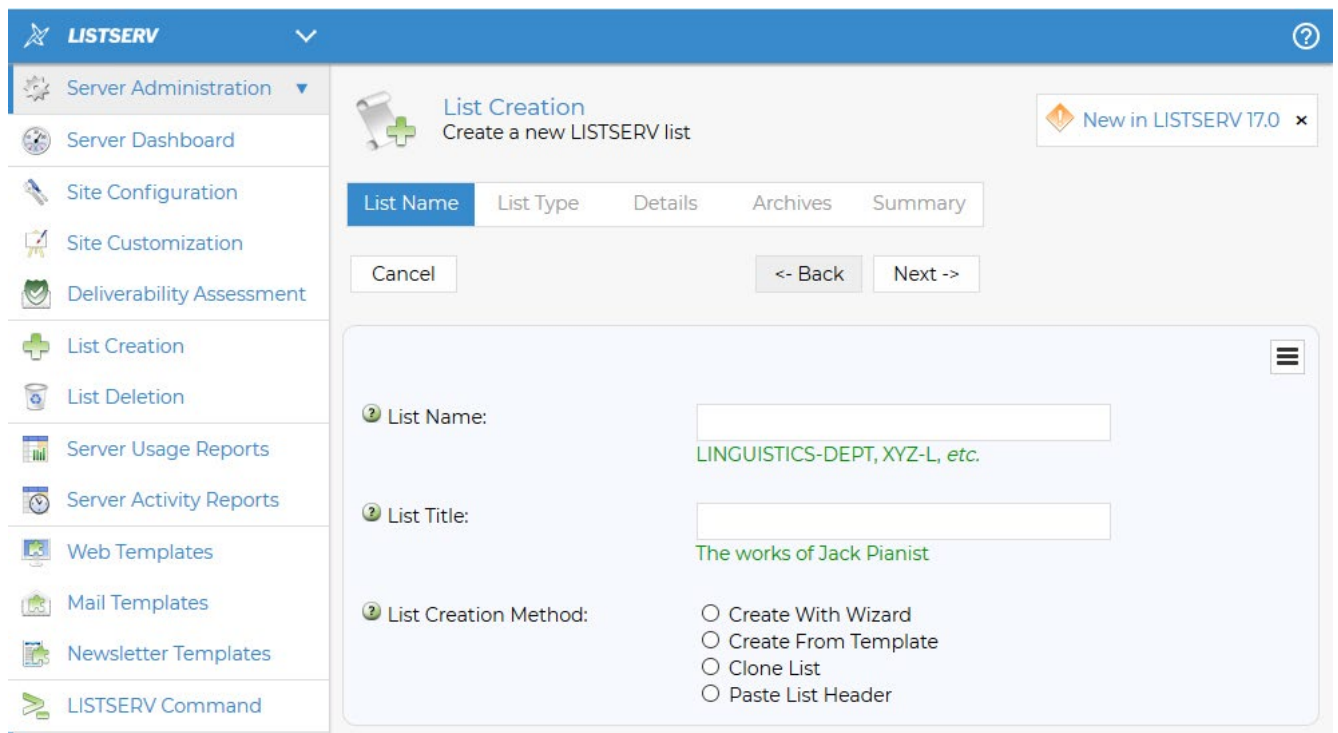 LISTSERV
Server Administration
Server Dashboard
Site Configuration
Site Customization
Deliverability Assessment
List Creation
List Deletion
Server Usage Reports
Server Activity Reports
Web Templates
Mail Templates
Newsletter Templates
LISTSERV Command
List Creation
Create a new LISTSERV list
New in LISTSERV 17.0 ×
List Name List Type Details Archives Summary
Cancel <- Back Next ->
List Name:
LINGUISTICS-DEPT, XYZ-L, etc.
List Title:
The works of Jack Pianist
List Creation Method:
Create With Wizard
Create From Template
Clone List
Paste List Header